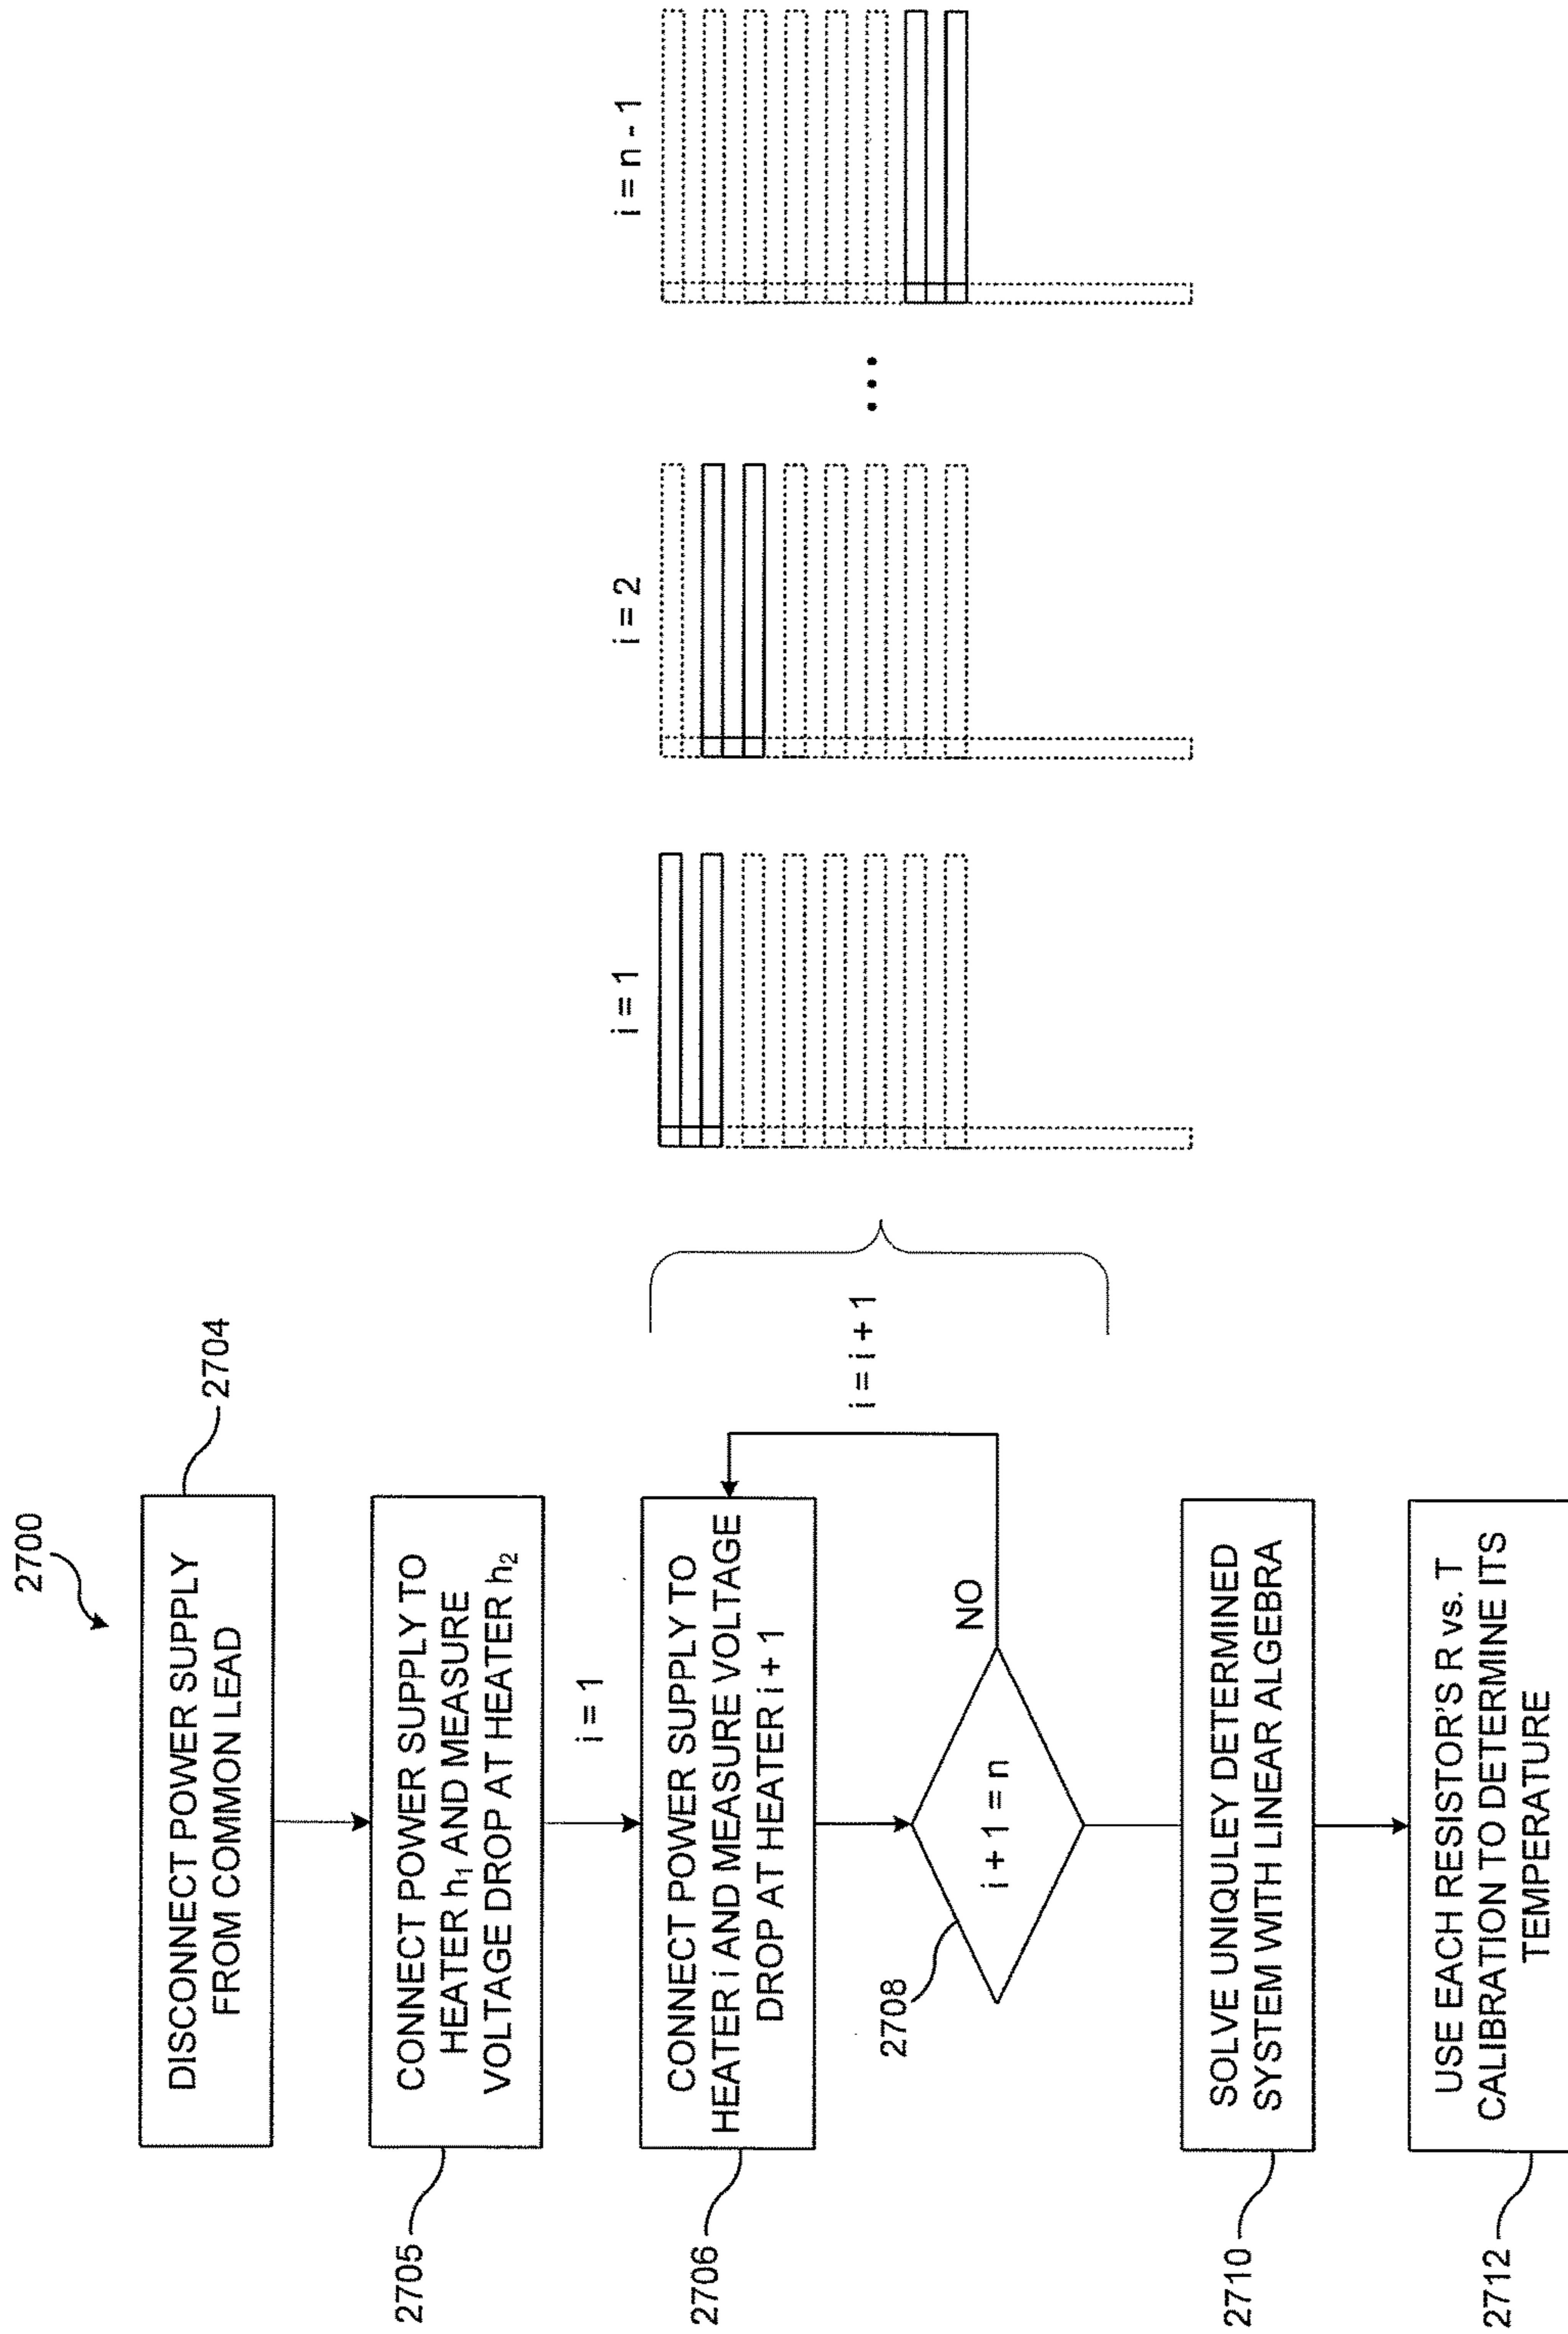 2700
2704
DISCONNECT POWER SUPPLY
FROM COMMON LEAD
2705
CONNECT POWER SUPPLY TO
HEATER h₁ AND MEASURE
VOLTAGE DROP AT HEATER h₂
i = 1
2706
CONNECT POWER SUPPLY TO
HEATER i AND MEASURE VOLTAGE
DROP AT HEATER i + 1
2708
i + 1 = n
NO
i = i + 1
2710
SOLVE UNIQULEY DETERMINED
SYSTEM WITH LINEAR ALGEBRA
2712
USE EACH RESISTOR'S R vs. T
CALIBRATION TO DETERMINE ITS
TEMPERATURE
i = 1
i = 2
•••
i = n - 1